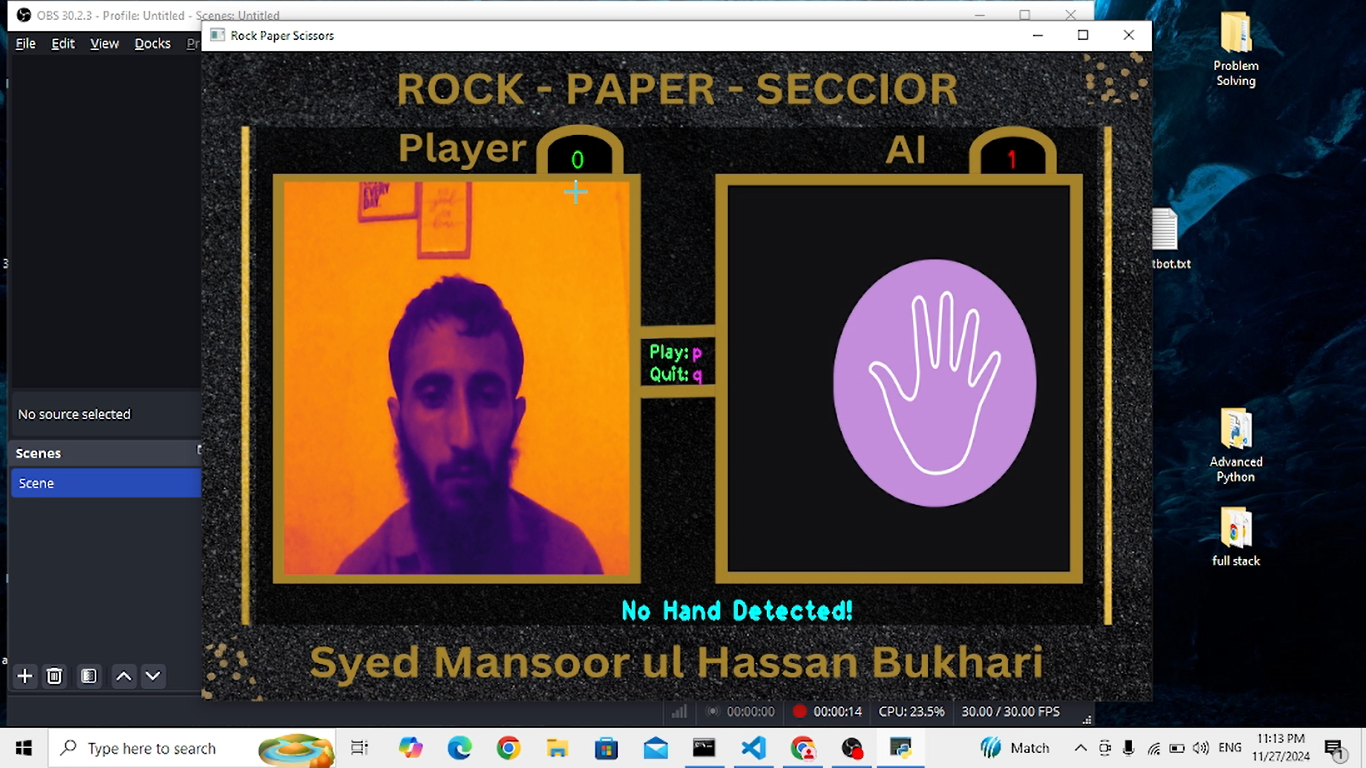 OBS 30.2.3 - Profile: Untitled - Scenes: Untitled
Rock Paper Scissors
File Edit View Docks
ROCK - PAPER - SECCIOR
Player
0
AI
1
EVERY
DAY.
Play: p
Quit: q
No source selected
Scenes
Scene
No Hand Detected!
Syed Mansoor ul Hassan Bukhari
00:00:00
00:00:14
CPU: 23.5%
30.00 / 30.00 FPS
Problem
Solving
tbot.txt
Advanced
Python
full stack
Type here to search
Match
ENG
11:13 PM
11/27/2024
1